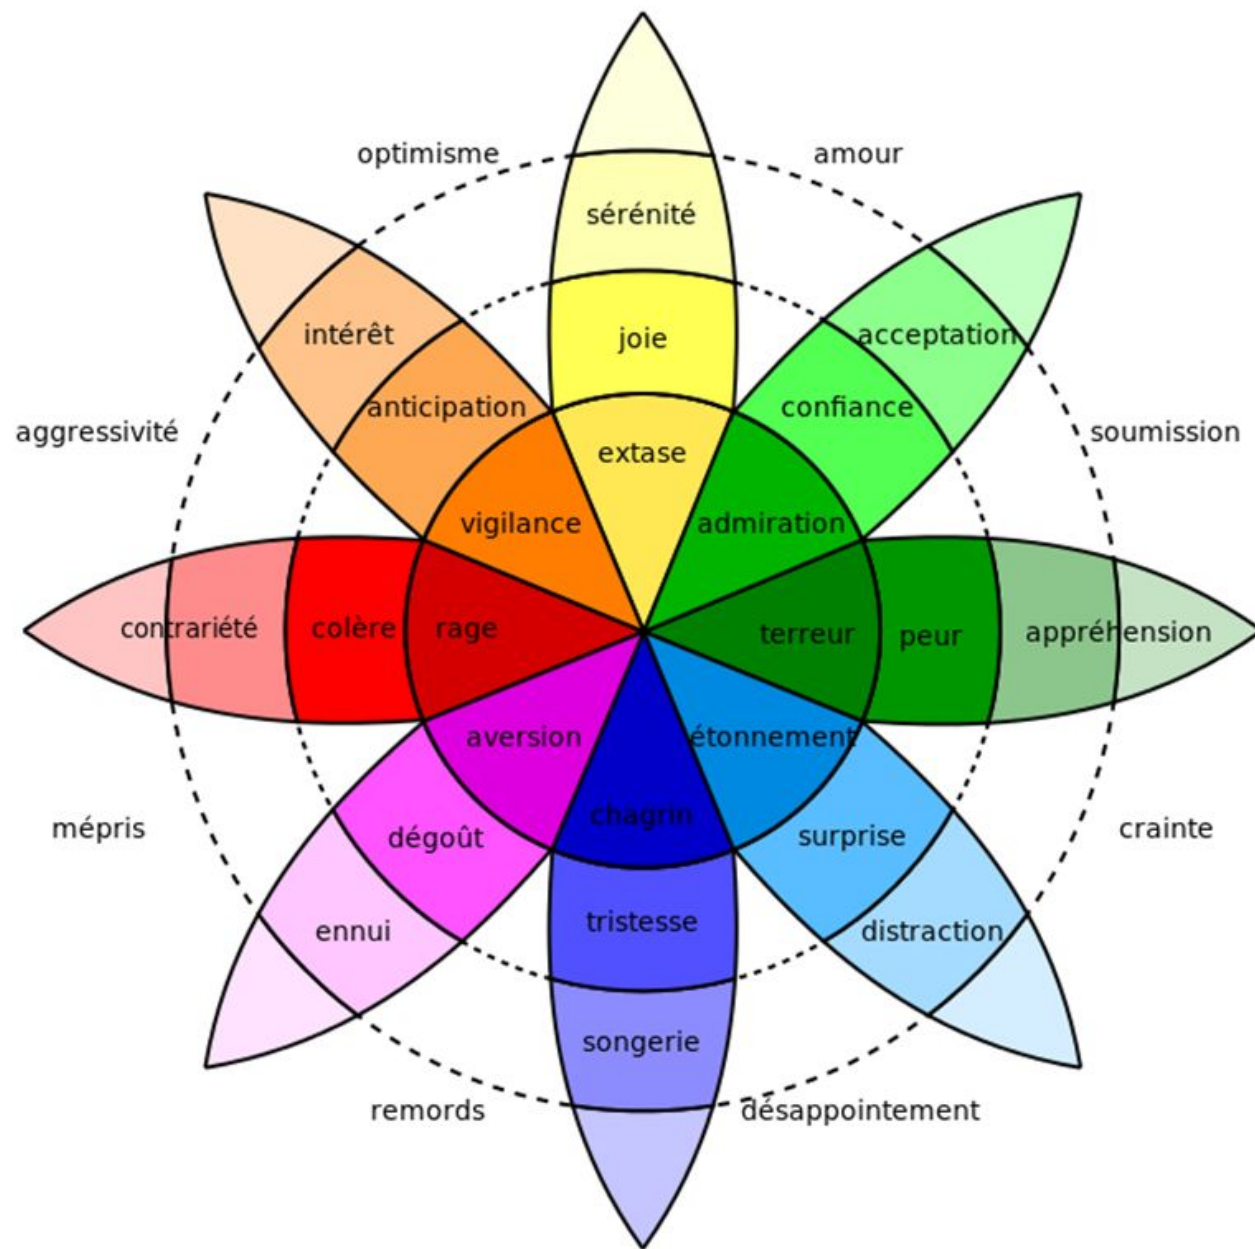 optimisme
amour
sérénité
intérêt
joie
acceptation
anticipation
confiance
aggressivité
extase
soumission
vigilance
admiration
contrariété
colère
rage
terreur
peur
appréhension
aversion
étonnement
mépris
dégoût
chagrin
surprise
crainte
ennui
tristesse
distraction
songerie
remords
désappointement